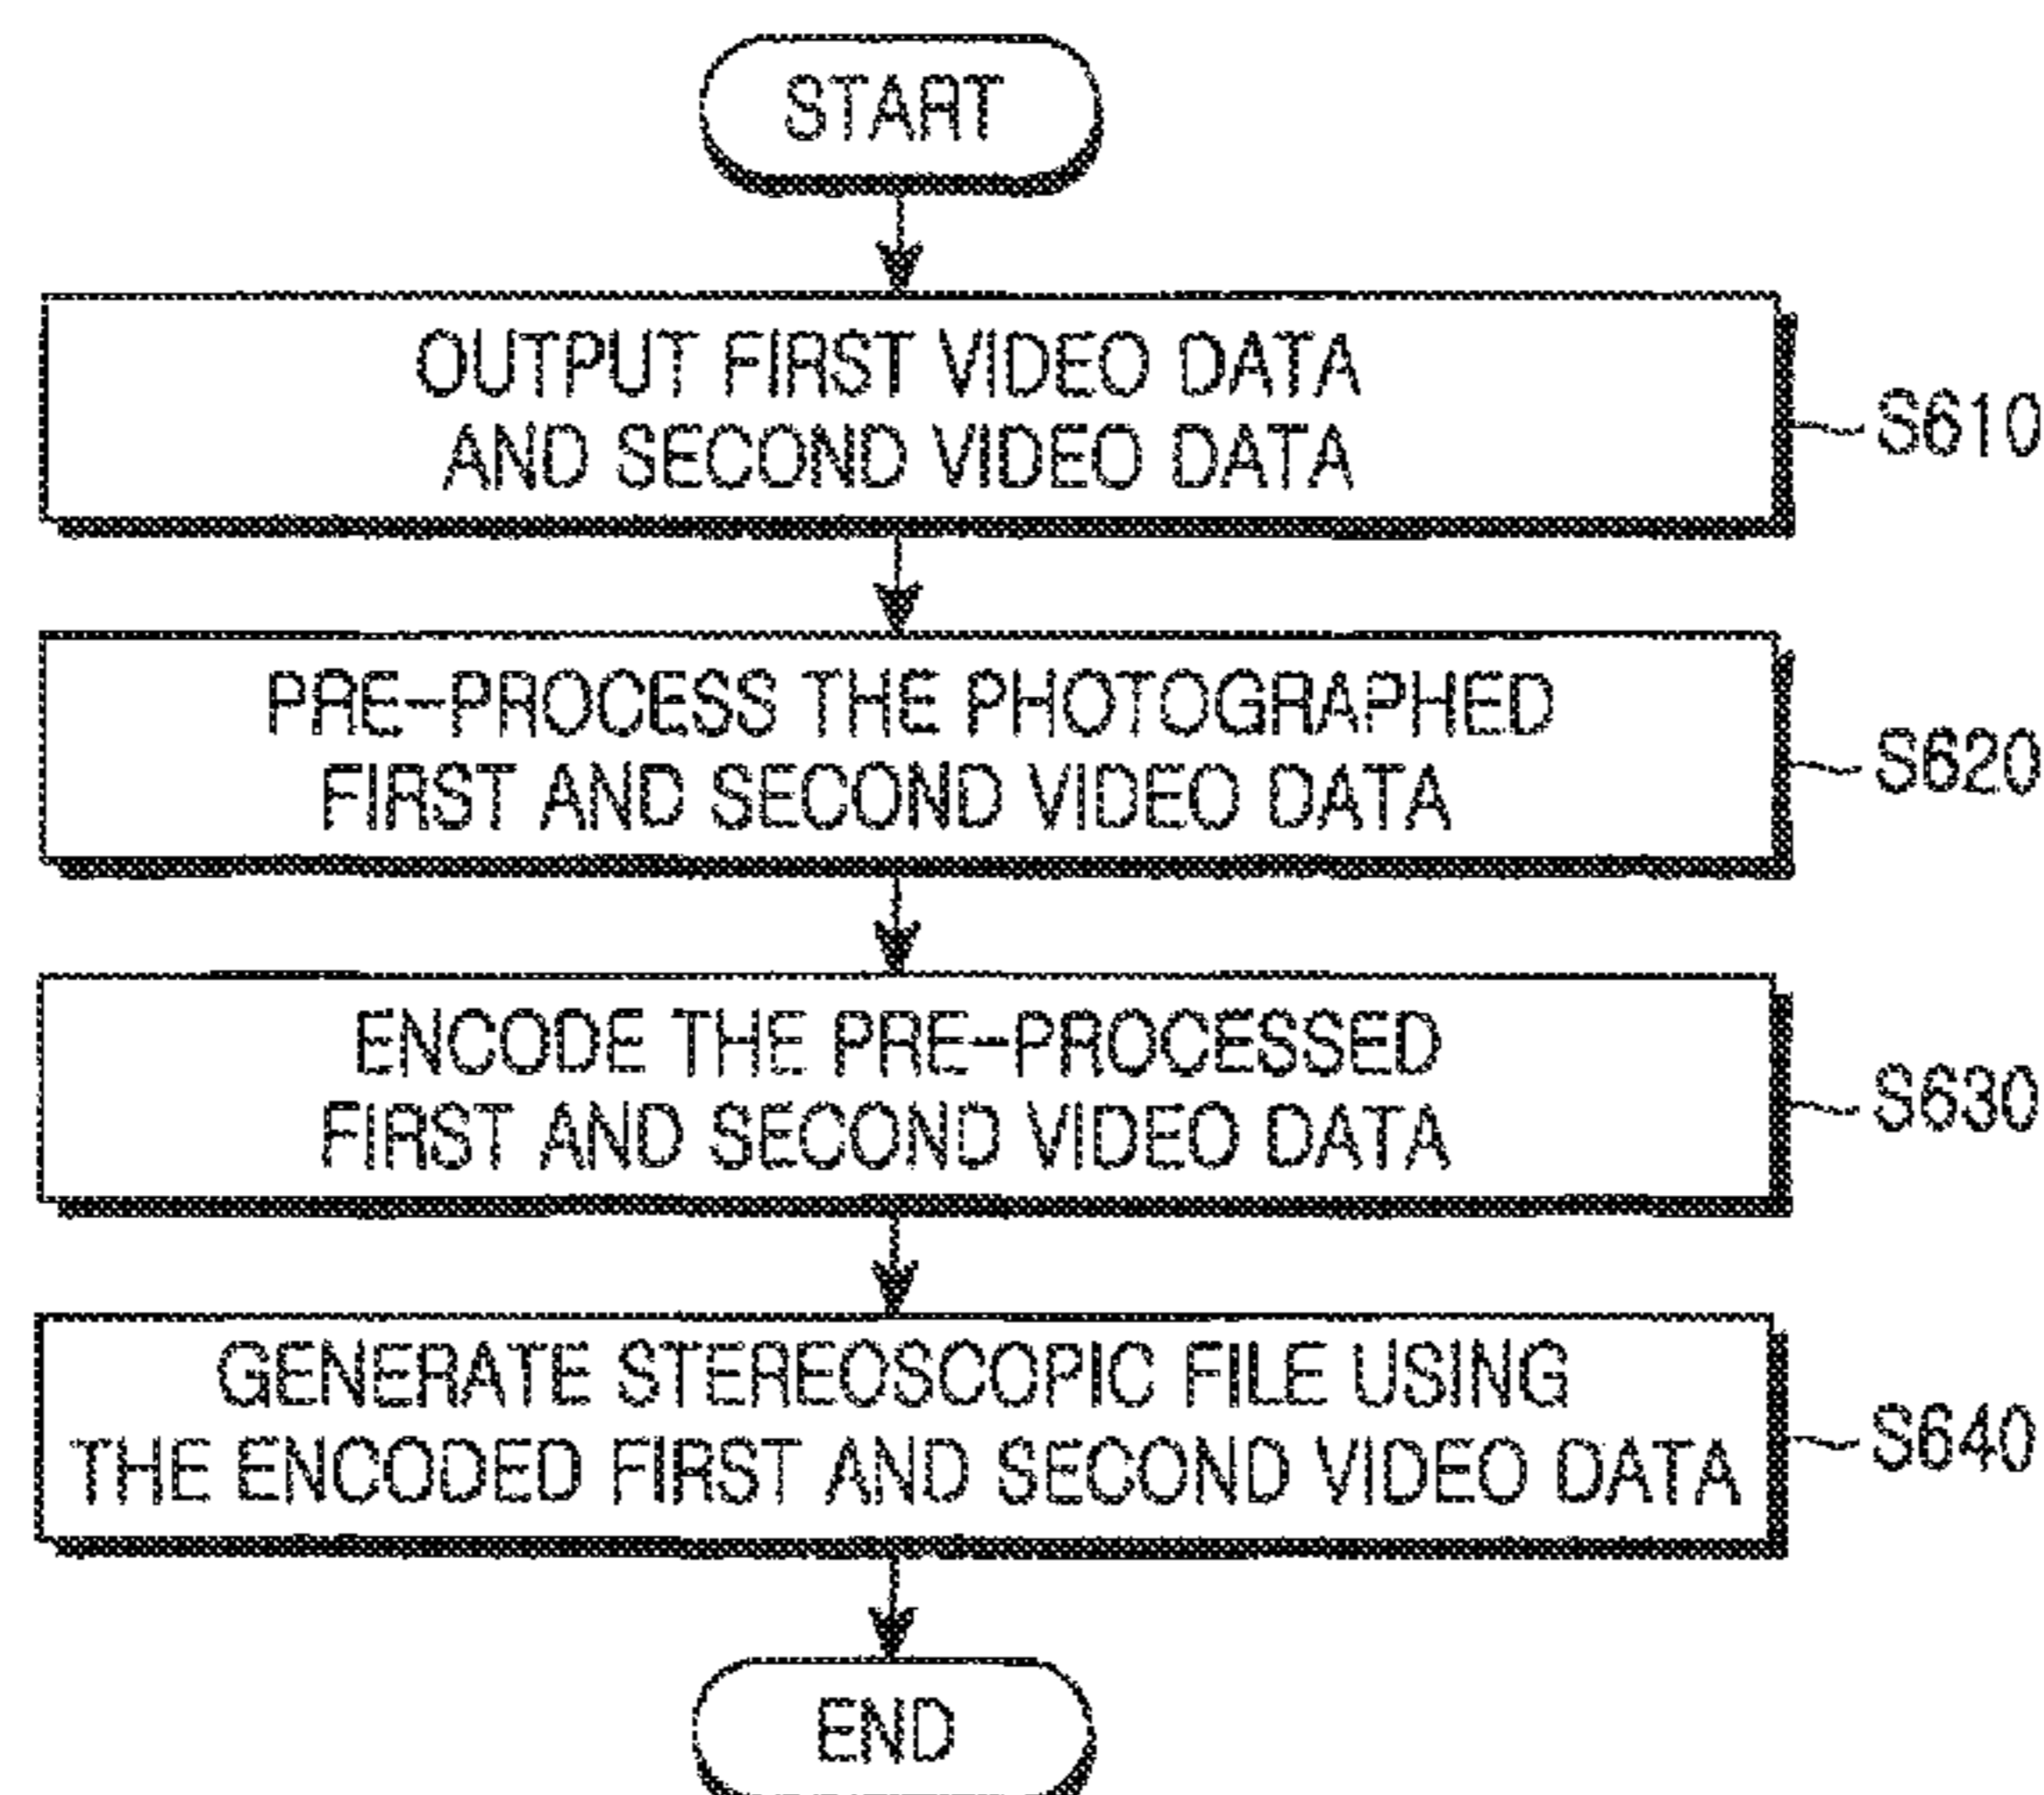 START
OUTPUT FIRST VIDEO DATA
AND SECOND VIDEO DATA
S610
PRE-PROCESS THE PHOTOGRAPHED
FIRST AND SECOND VIDEO DATA
S620
ENCODE THE PRE-PROCESSED
FIRST AND SECOND VIDEO DATA
S630
GENERATE STEREOSCOPIC FILE USING
THE ENCODED FIRST AND SECOND VIDEO DATA
S640
END